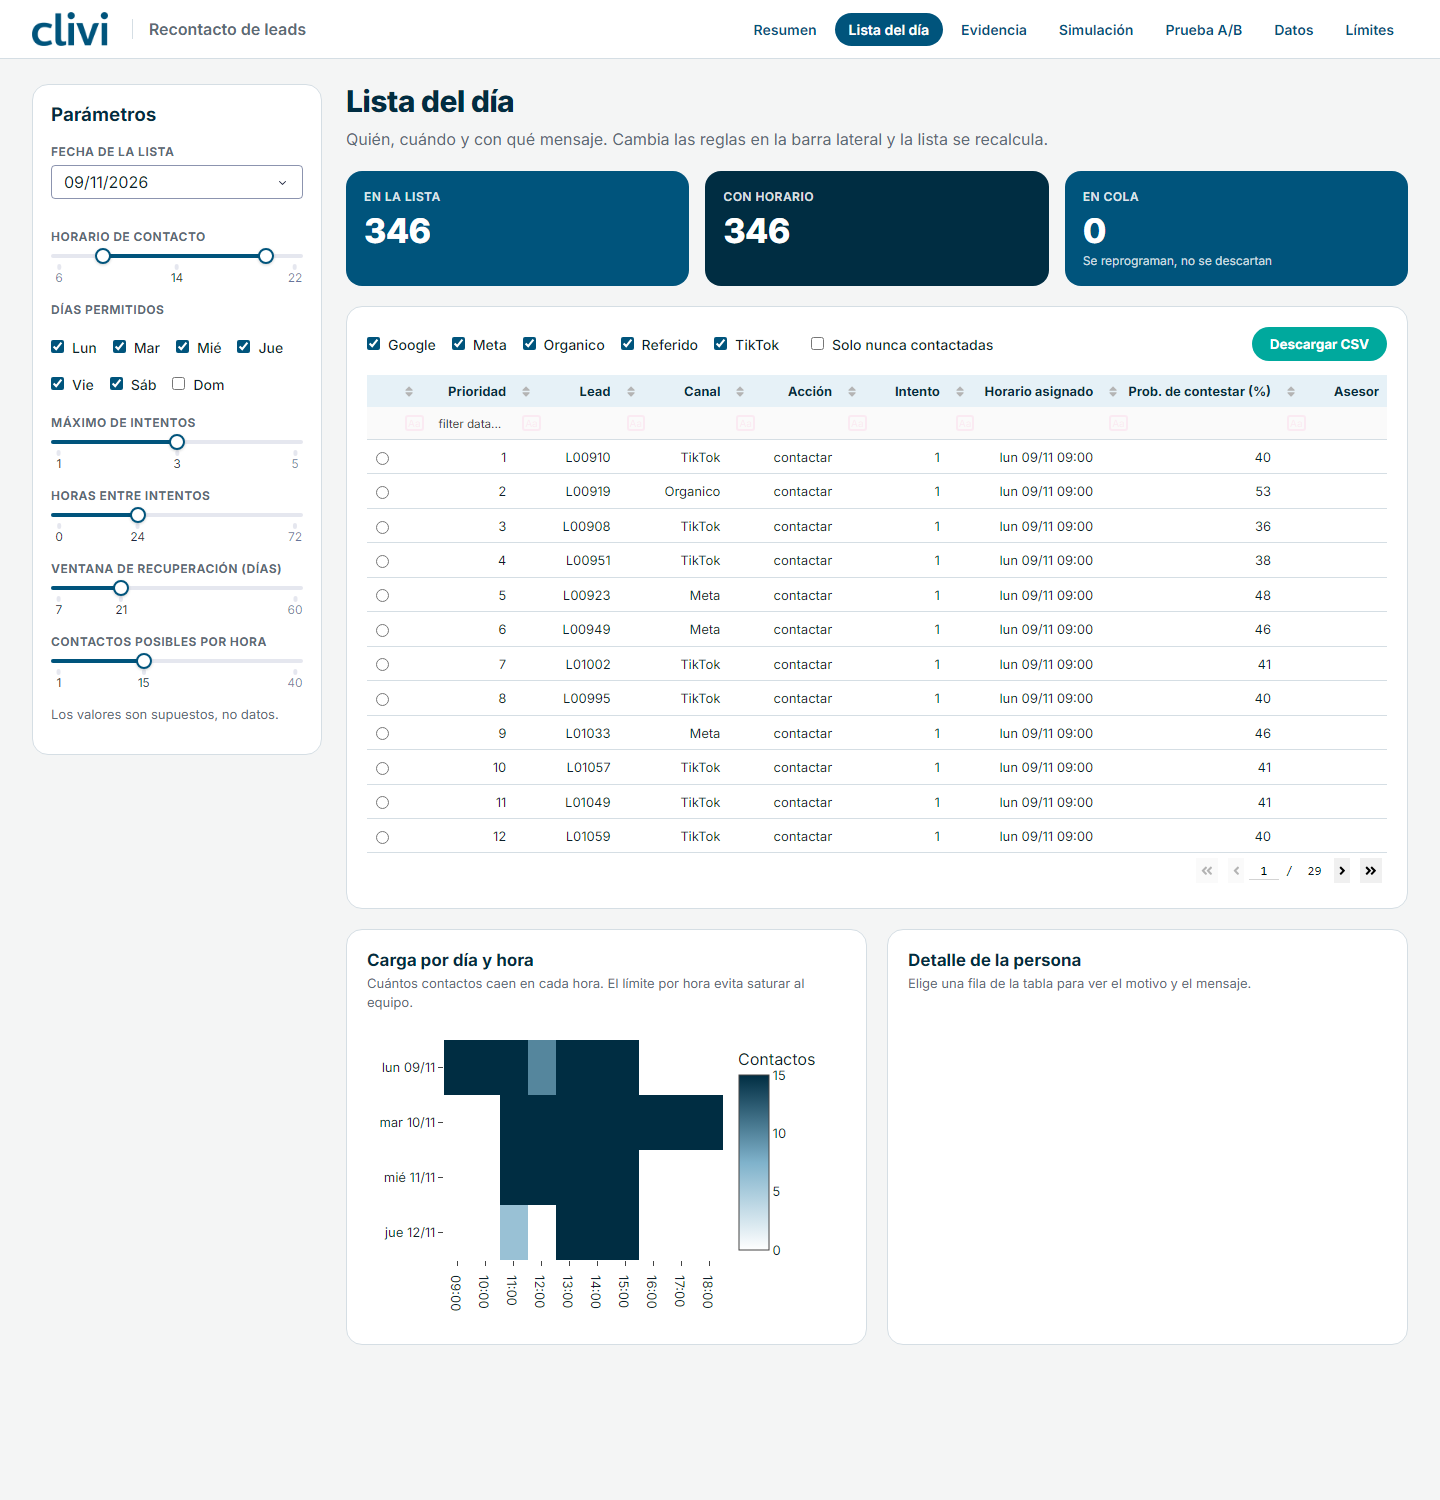 clivi
Recontacto de leads
Resumen
Lista del día
Evidencia
Simulación
Prueba A/B
Datos
Límites
Parámetros
FECHA DE LA LISTA
09/11/2026
HORARIO DE CONTACTO
6 14 22
DÍAS PERMITIDOS
Lun Mar Mié Jue
Vie Sáb Dom
MÁXIMO DE INTENTOS
1 3 5
HORAS ENTRE INTENTOS
0 24 72
VENTANA DE RECUPERACIÓN (DÍAS)
7 21 60
CONTACTOS POSIBLES POR HORA
1 15 40
Los valores son supuestos, no datos.
Lista del día
Quién, cuándo y con qué mensaje. Cambia las reglas en la barra lateral y la lista se recalcula.
EN LA LISTA
346
CON HORARIO
346
EN COLA
0
Se reprograman, no se descartan
Google Meta Organico Referido TikTok Solo nunca contactadas
Descargar CSV
Prioridad Lead Canal Acción Intento Horario asignado Prob. de contestar (%) Asesor
Aa filter data... Aa Aa Aa Aa Aa Aa Aa
1 L00910 TikTok contactar 1 lun 09/11 09:00 40
2 L00919 Organico contactar 1 lun 09/11 09:00 53
3 L00908 TikTok contactar 1 lun 09/11 09:00 36
4 L00951 TikTok contactar 1 lun 09/11 09:00 38
5 L00923 Meta contactar 1 lun 09/11 09:00 48
6 L00949 Meta contactar 1 lun 09/11 09:00 46
7 L01002 TikTok contactar 1 lun 09/11 09:00 41
8 L00995 TikTok contactar 1 lun 09/11 09:00 40
9 L01033 Meta contactar 1 lun 09/11 09:00 46
10 L01057 TikTok contactar 1 lun 09/11 09:00 41
11 L01049 TikTok contactar 1 lun 09/11 09:00 41
12 L01059 TikTok contactar 1 lun 09/11 09:00 40
1 / 29
Carga por día y hora
Cuántos contactos caen en cada hora. El límite por hora evita saturar al
equipo.
lun 09/11
mar 10/11
mié 11/11
jue 12/11
09:00 10:00 11:00 12:00 13:00 14:00 15:00 16:00 17:00 18:00
Contactos
15
10
5
0
Detalle de la persona
Elige una fila de la tabla para ver el motivo y el mensaje.